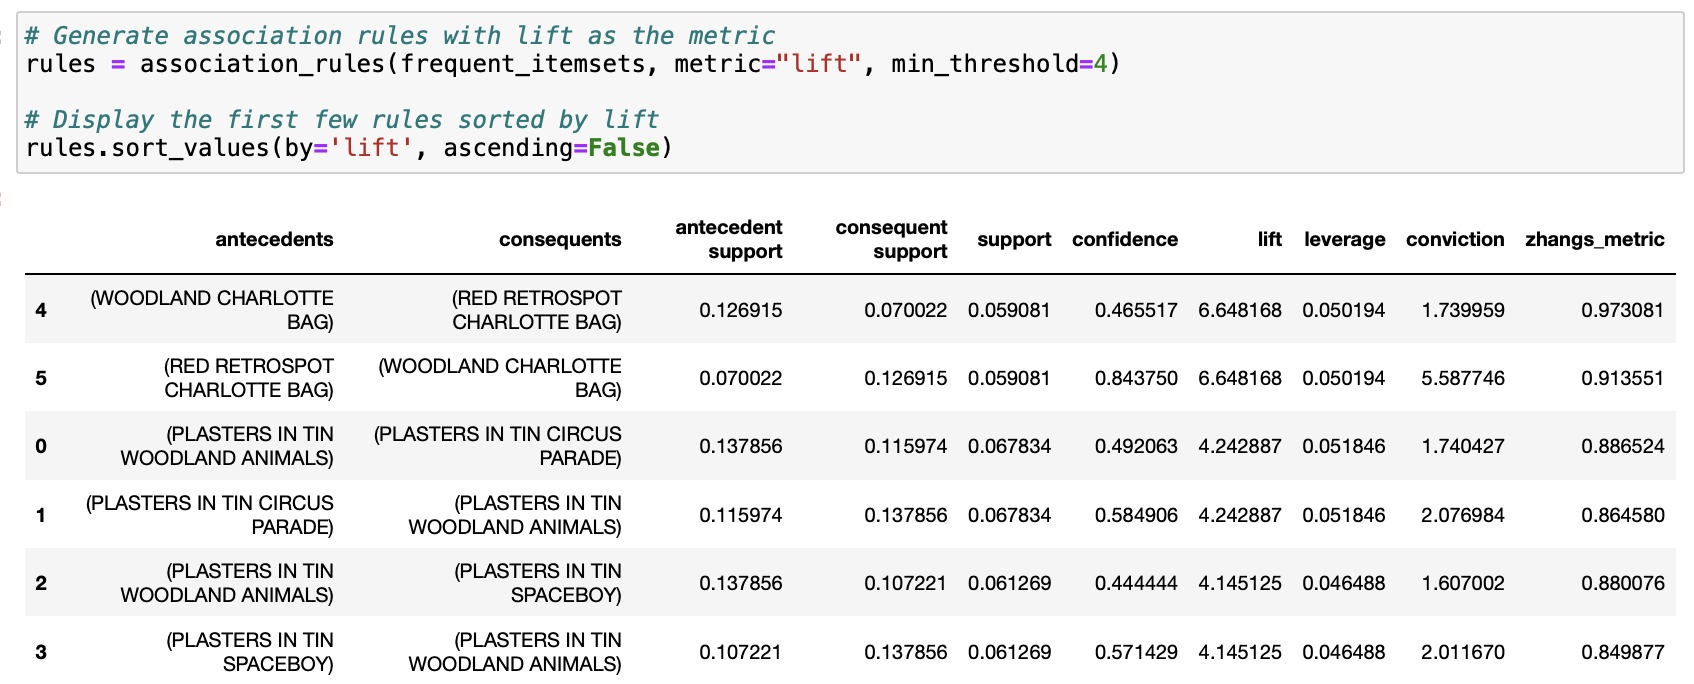 # Generate association rules with lift as the metric
rules = association_rules(frequent_itemsets, metric="lift", min_threshold=4)
# Display the first few rules sorted by lift
rules.sort_values(by='lift', ascending=False)
antecedents consequents antecedent support consequent support support confidence lift leverage conviction zhangs_metric
4 (WOODLAND CHARLOTTE BAG) (RED RETROSPOT CHARLOTTE BAG) 0.126915 0.070022 0.059081 0.465517 6.648168 0.050194 1.739959 0.973081
5 (RED RETROSPOT CHARLOTTE BAG) (WOODLAND CHARLOTTE BAG) 0.070022 0.126915 0.059081 0.843750 6.648168 0.050194 5.587746 0.913551
0 (PLASTERS IN TIN WOODLAND ANIMALS) (PLASTERS IN TIN CIRCUS PARADE) 0.137856 0.115974 0.067834 0.492063 4.242887 0.051846 1.740427 0.886524
1 (PLASTERS IN TIN CIRCUS PARADE) (PLASTERS IN TIN WOODLAND ANIMALS) 0.115974 0.137856 0.067834 0.584906 4.242887 0.051846 2.076984 0.864580
2 (PLASTERS IN TIN WOODLAND ANIMALS) (PLASTERS IN TIN SPACEBOY) 0.137856 0.107221 0.061269 0.444444 4.145125 0.046488 1.607002 0.880076
3 (PLASTERS IN TIN SPACEBOY) (PLASTERS IN TIN WOODLAND ANIMALS) 0.107221 0.137856 0.061269 0.571429 4.145125 0.046488 2.011670 0.849877